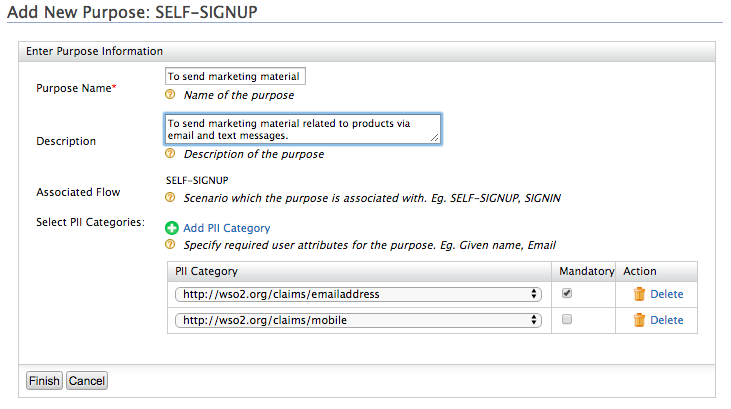 Add New Purpose: SELF-SIGNUP
Enter Purpose Information
Purpose Name*
To send marketing material
Name of the purpose
Description
To send marketing material related to products via
email and text messages.
Description of the purpose
Associated Flow
SELF-SIGNUP
Scenario which the purpose is associated with. Eg. SELF-SIGNUP, SIGNIN
Select PII Categories:
Add PII Category
Specify required user attributes for the purpose. Eg. Given name, Email
PII Category Mandatory Action
http://wso2.org/claims/emailaddress Delete
http://wso2.org/claims/mobile Delete
Finish Cancel